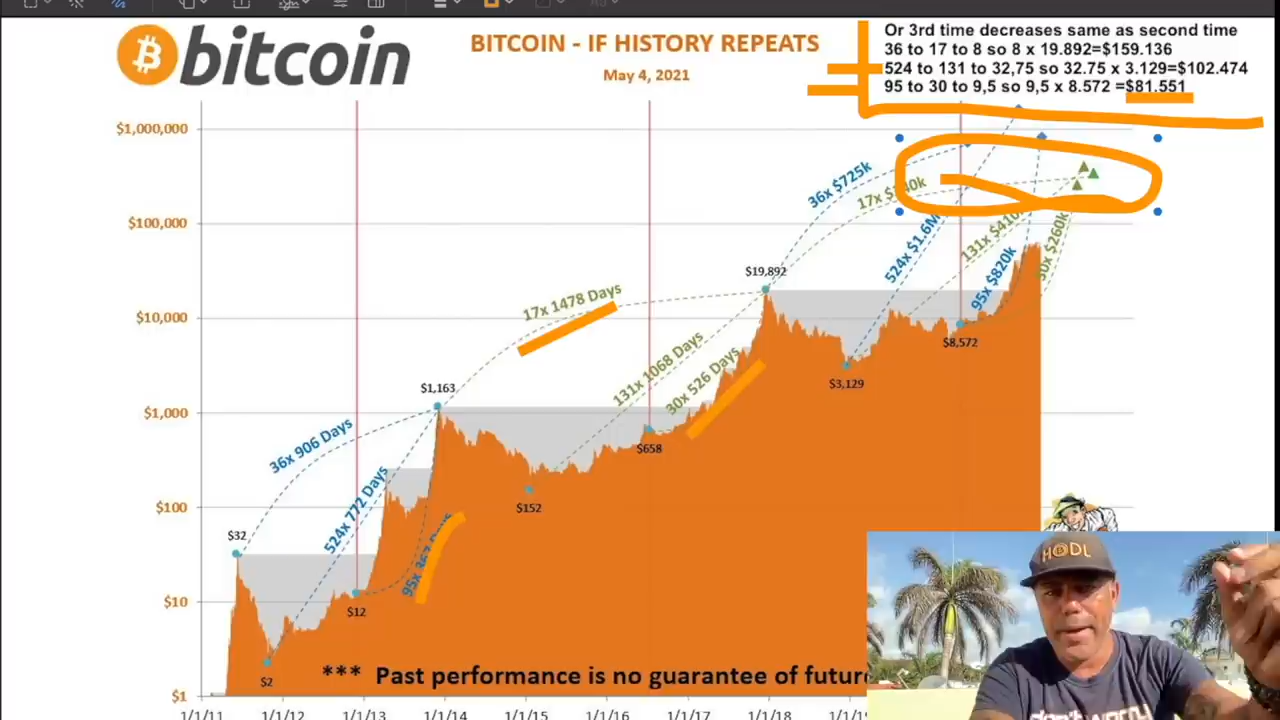 bitcoin
BITCOIN - IF HISTORY REPEATS
May 4, 2021
Or 3rd time decreases same as second time
36 to 17 to 8 so 8 x 19.892=$159.136
524 to 131 to 32,75 so 32.75 x 3.129=$102.474
95 to 30 to 9,5 so 9,5 x 8.572 =$81.551
$1,000,000
$100,000
$10,000
$1,000
$100
$10
$1
36x $725k
17x
524x $1.6M
131x $410
95x $820k
$260k
$19,892
17x 1478 Days
131x 1068 Days
30x 526 Days
$8,572
$3,129
$1,163
36x 906 Days
$658
524x 772 Days
$152
$32
95x
$12
$2
*** Past performance is no guarantee of future
HODL
1/1/11
1/1/12
1/1/13
1/1/14
1/1/15
1/1/16
1/1/17
1/1/18